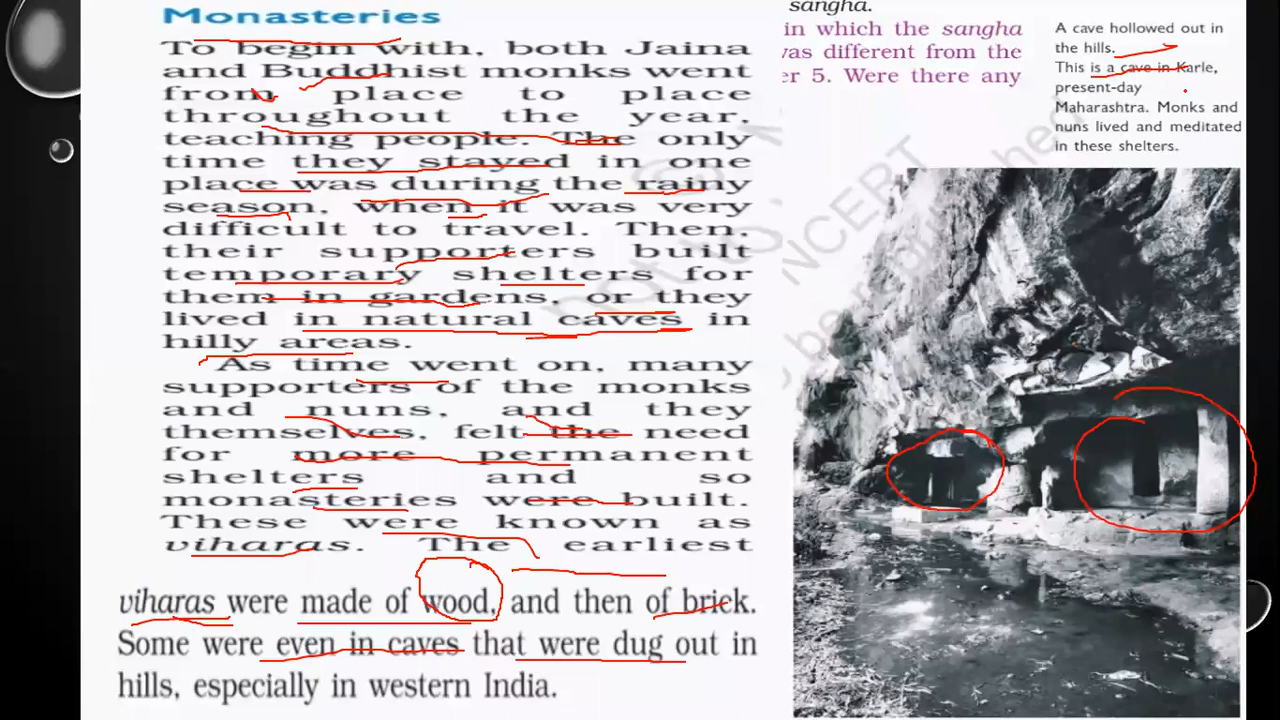 Monasteries
To begin with, both Jaina
and Buddhist monks went
from place to place
throughout the year,
teaching people. The only
time they stayed in one
place was during the rainy
season, when it was very
difficult to travel. Then,
their supporters built
temporary shelters for
them in gardens, or they
lived in natural caves in
hilly areas.
As time went on, many
supporters of the monks
and nuns, and they
themselves, felt the need
for more permanent
shelters and so
monasteries were built.
These were known as
viharas. The earliest
viharas were made of wood, and then of brick.
Some were even in caves that were dug out in
hills, especially in western India.
sangha.
in which the sangha
was different from the
er 5. Were there any
A cave hollowed out in
the hills.
This is a cave in Karle,
present-day
Maharashtra. Monks and
nuns lived and meditated
in these shelters.
NCERT